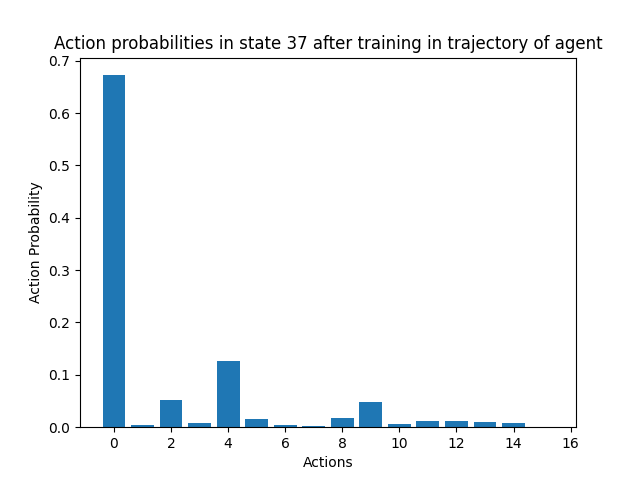 Action probabilities in state 37 after training in trajectory of agent
0.7
0.6
0.5
0.4
0.3
0.2
0.1
0.0
Action Probability
0 2 4 6 8 10 12 14 16
Actions